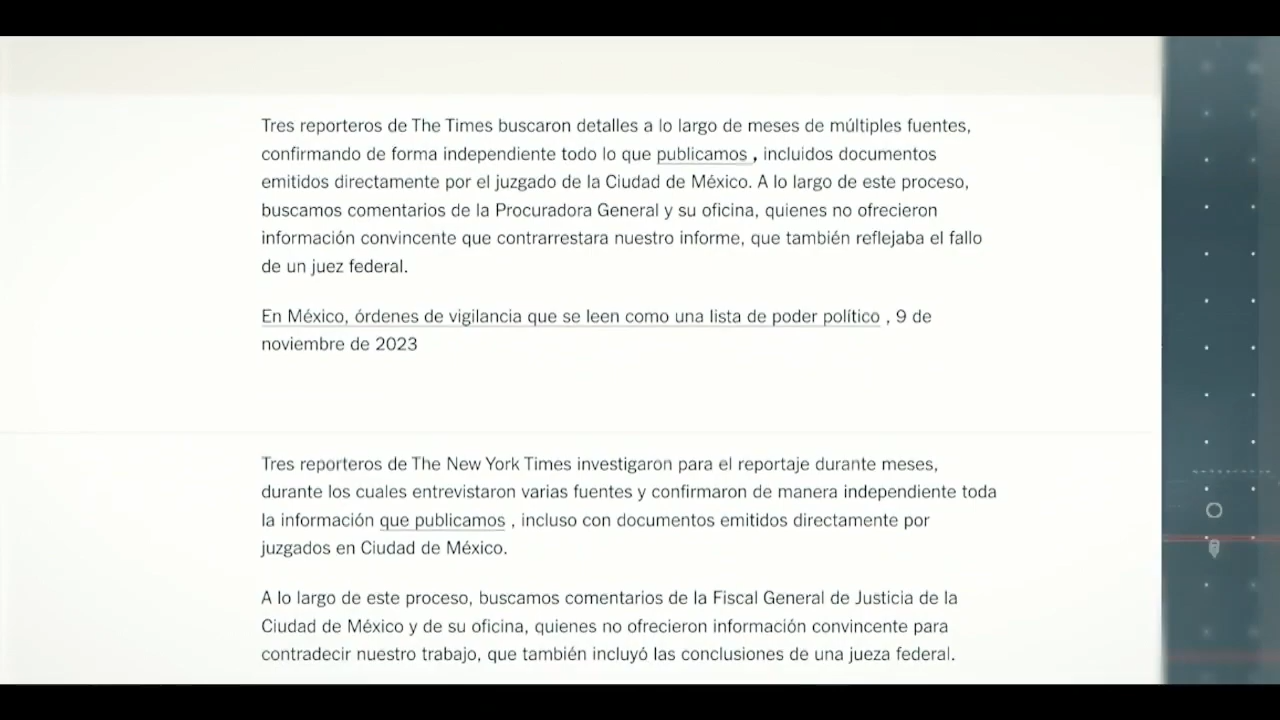 Tres reporteros de The Times buscaron detalles a lo largo de meses de múltiples fuentes,
confirmando de forma independiente todo lo que publicamos , incluidos documentos
emitidos directamente por el juzgado de la Ciudad de México. A lo largo de este proceso,
buscamos comentarios de la Procuradora General y su oficina, quienes no ofrecieron
información convincente que contrarrestara nuestro informe, que también reflejaba el fallo
de un juez federal.
En México, órdenes de vigilancia que se leen como una lista de poder político , 9 de
noviembre de 2023
Tres reporteros de The New York Times investigaron para el reportaje durante meses,
durante los cuales entrevistaron varias fuentes y confirmaron de manera independiente toda
la información que publicamos , incluso con documentos emitidos directamente por
juzgados en Ciudad de México.
A lo largo de este proceso, buscamos comentarios de la Fiscal General de Justicia de la
Ciudad de México y de su oficina, quienes no ofrecieron información convincente para
contradecir nuestro trabajo, que también incluyó las conclusiones de una jueza federal.